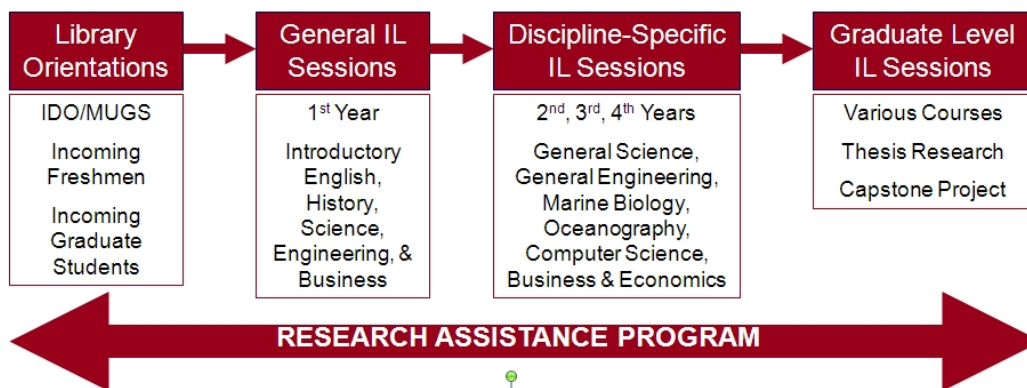 Library
Orientations
IDO/MUGS
Incoming
Freshmen
Incoming
Graduate
Students
General IL
Sessions
1st Year
Introductory
English,
History,
Science,
Engineering, &
Business
Discipline-Specific
IL Sessions
2nd, 3rd, 4th Years
General Science,
General Engineering,
Marine Biology,
Oceanography,
Computer Science,
Business & Economics
Graduate Level
IL Sessions
Various Courses
Thesis Research
Capstone Project
RESEARCH ASSISTANCE PROGRAM